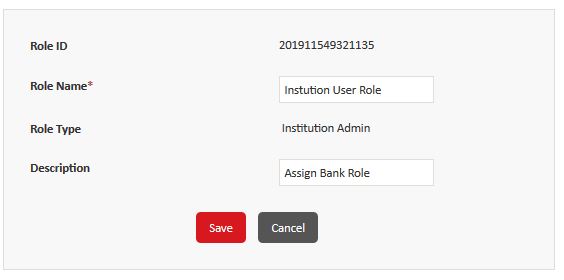 Role ID 201911549321135
Role Name* Instution User Role
Role Type Institution Admin
Description Assign Bank Role
Save Cancel